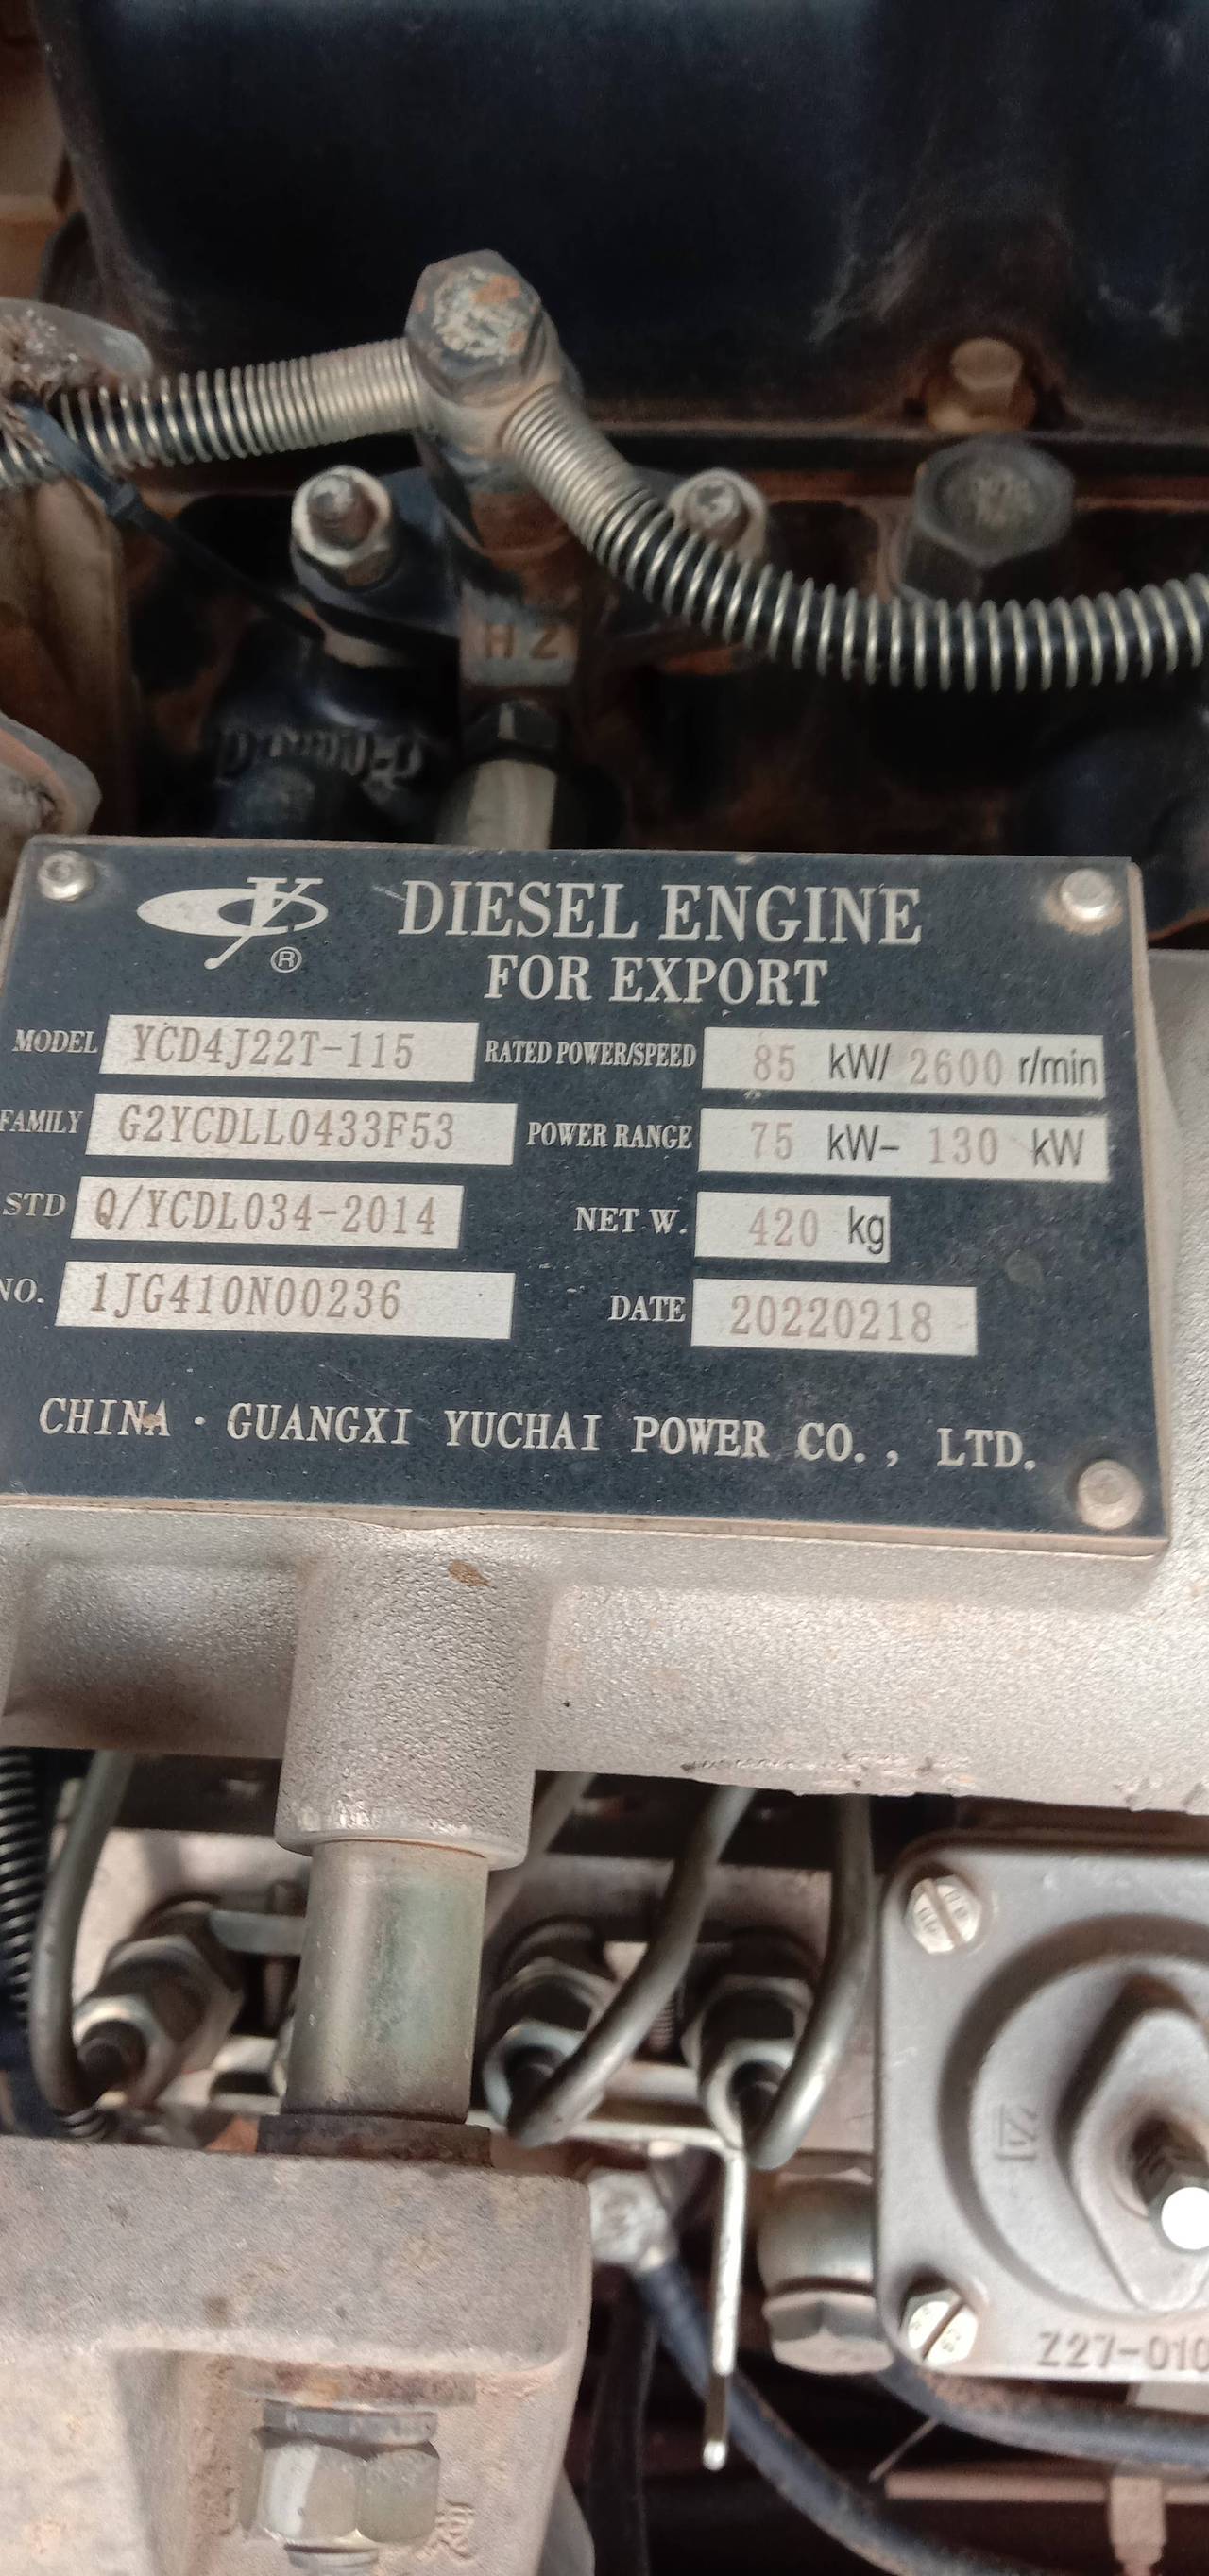 HZ
Y
®
DIESEL ENGINE
FOR EXPORT
MODEL YCD4J22T-115 RATED POWER/SPEED 85 kW/ 2600 r/min
FAMILY G2YCDLL0433F53 POWER RANGE 75 kW- 130 kW
STD Q/YCDL034-2014 NET W. 420 kg
NO. 1JG410N00236 DATE 20220218
CHINA · GUANGXI YUCHAI POWER CO., LTD.
Z27-010